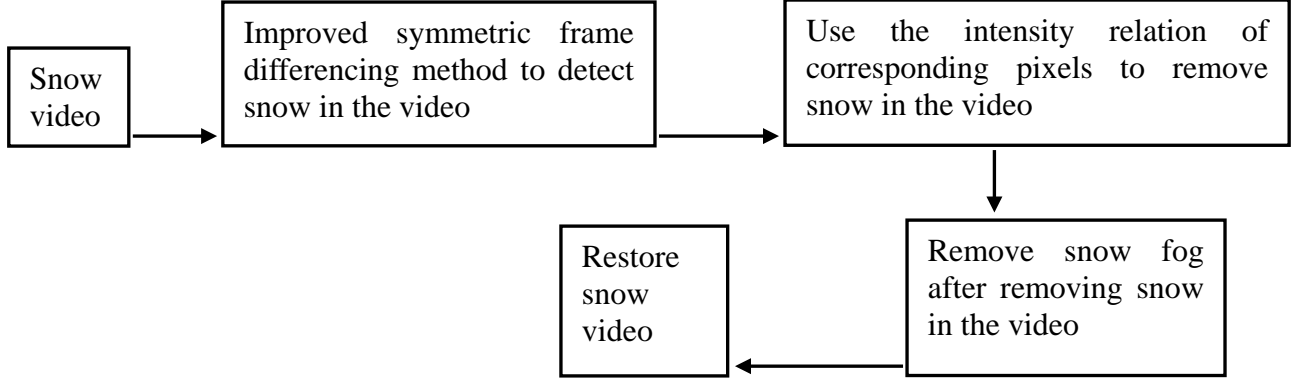 Snow
video
Improved symmetric frame
differencing method to detect
snow in the video
Use the intensity relation of
corresponding pixels to remove
snow in the video
Remove snow fog
after removing snow
in the video
Restore
snow
video